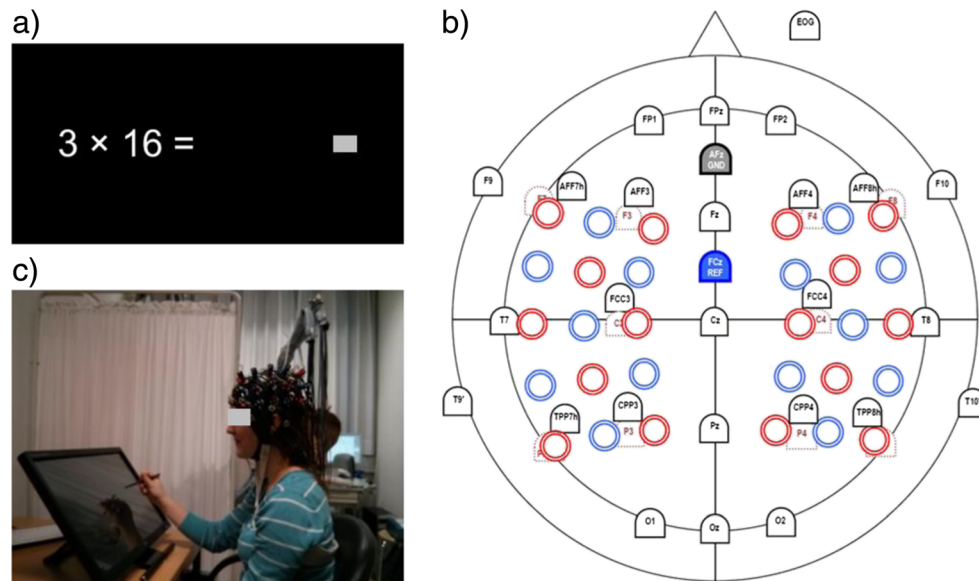 a)
3 × 16 =
b)
EOG
FPz
FP1
FP2
AFz
GND
F9
F10
AFF7h
AFF3
AFF4
AFF8h
F3
F4
F8
Fz
FCz
REF
FCC3
FCC4
T7
Cz
C4
T8
T9'
T10'
TPP7h
CPP3
CPP4
TPP8h
P3
Pz
P4
O1
Oz
O2
c)